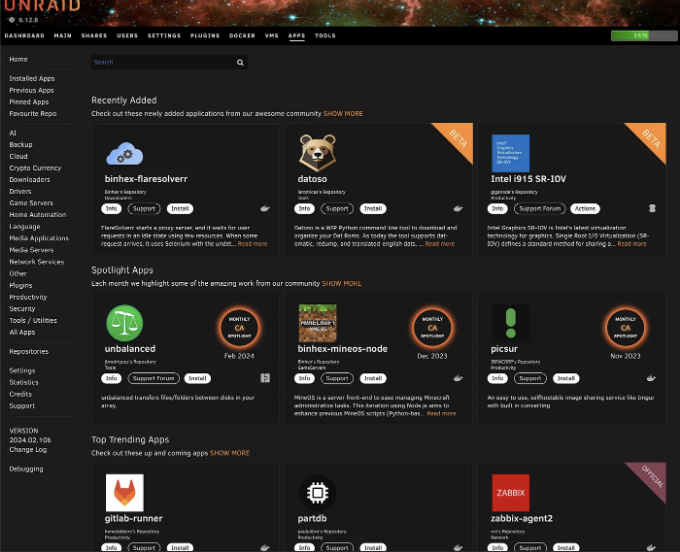 UNRAID
6.12.8
DASHBOARD MAIN SHARES USERS SETTINGS PLUGINS DOCKER VMS APPS TOOLS
Home
Search
Installed Apps
Previous Apps
Pinned Apps
Favourite Repo
AI
Backup
Cloud
Crypto Currency
Downloaders
Drivers
Game Servers
Home Automation
Language
Media Applications
Media Servers
Network Services
Other
Plugins
Productivity
Security
Tools / Utilities
All Apps
Repositories
Settings
Statistics
Credits
Support
VERSION
2024.02.10b
Change Log
Debugging
Recently Added
Check out these newly added applications from our awesome community SHOW MORE
binhex-flaresolverr
Binhex's Repository
Downloaders
Info Support Install
FlareSolverr starts a proxy server, and it waits for user
requests in an idle state using few resources. When some
request arrives, it uses Selenium with the undet... Read more
BETA
datoso
laromicas's Repository
Tools
Info Support Install
Datoso is a WIP Python command line tool to download and
organize your Dat Roms. As today the tool supports dat-
omatic, redump, and translated-english dats. ... Read more
BETA
Intel
Graphics
Virtualization
Technology
SR-IOV
Intel i915 SR-IOV
giganode's Repository
Productivity
Info Support Forum Actions
Intel Graphics SR-IOV is Intel's latest virtualization
technology for graphics. Single Root I/O Virtualization (SR-
IOV) defines a standard method for sharing a... Read more
Spotlight Apps
Each month we highlight some of the amazing work from our community SHOW MORE
MONTHLY
CA
SPOTLIGHT
Feb 2024
unbalanced
jbrodriguez's Repository
Tools
Info Support Forum Install
unbalanced transfers files/folders between disks in your
array.
MINECRAFT
MINEOS
MONTHLY
CA
SPOTLIGHT
Dec 2023
binhex-mineos-node
Binhex's Repository
GameServers
Info Support Install
MineOS is a server front-end to ease managing Minecraft
administrative tasks. This iteration using Node.js aims to
enhance previous MineOS scripts (Python-bas... Read more
MONTHLY
CA
SPOTLIGHT
Nov 2023
picsur
IBRACORP's Repository
Productivity
Info Support Install
An easy to use, selfhostable image sharing service like Imgur
with built in converting
Top Trending Apps
Check out these up and coming apps SHOW MORE
gitlab-runner
Repository
Info Support Install
partdb
Repository
Productivity
Info Support Install
OFFICIAL
ZABBIX
zabbix-agent2
Repository
Network
Info Support Install